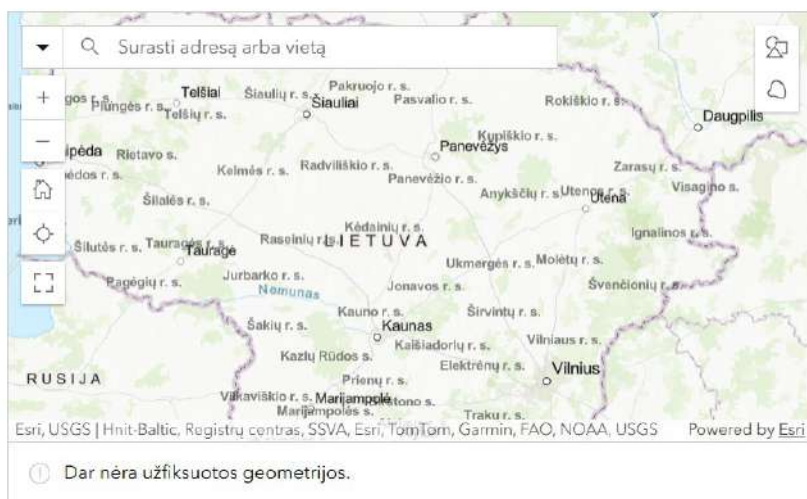 Surasti adresą arba vietą
Pakruojo r. s.
Telšiai
Šiaulių r. s.
Pasvalio r. s.
Rokiškio r. s.
Plungės r. s.
Telšių r. s.
Šiauliai
Daugpilis
Kupiškio r. s.
Panevėžys
Rietavo s.
Kelmės r. s.
Radviliškio r. s.
Panevėžio r. s.
Zarasų r. s.
Anykščių r. s.
Utenos r. s.
Visagino s.
Utena
Šilalės r. s.
Kėdainių r. s.
Ignalinos r. s.
Šilutės r. s.
Tauragės r. s.
Raseinių r. s.
LIETUVA
Tauragė
Ukmergės r. s.
Molėtų r. s.
Pagėgių r. s.
Jurbarko r. s.
Jonavos r. s.
Švenčionių r. s.
Nemunas
Kauno r. s.
Širvintų r. s.
Šakių r. s.
Kaunas
Kaišiadorių r. s.
Vilniaus r. s.
Kazlų Rūdos s.
Elektrėnų r. s.
Vilnius
RUSIJA
Prienų r. s.
Vilkaviškio r. s.
Marijampolė
Marijampolės s.
Trakų r. s.
Esri, USGS | Hnit-Baltic, Registrų centras, SSVA, Esri, TomTom, Garmin, FAO, NOAA, USGS Powered by Esri
Dar nėra užfiksuotos geometrijos.